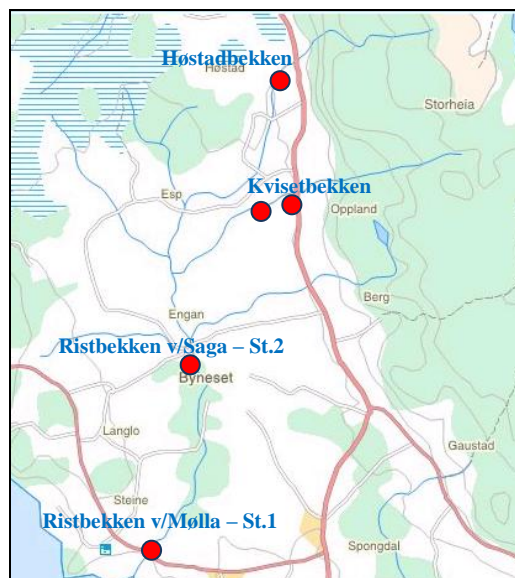 Høstadbekken
Høstad
Storheia
Kvisetbekken
Esp
Oppland
Berg
Engan
Ristbekken v/Saga – St.2
Byneset
Langlo
Gaustad
Steine
Ristbekken v/Mølla – St.1
Spongdal